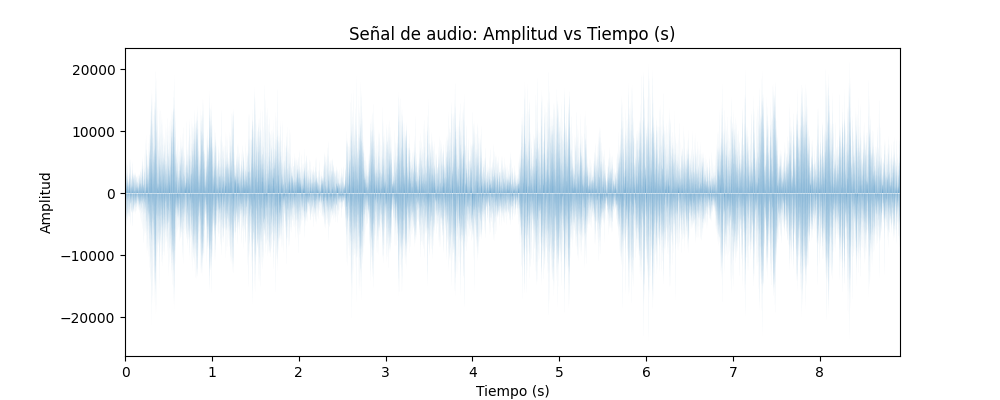 Señal de audio: Amplitud vs Tiempo (s)
20000
10000
0
−10000
−20000
Amplitud
0 1 2 3 4 5 6 7 8
Tiempo (s)